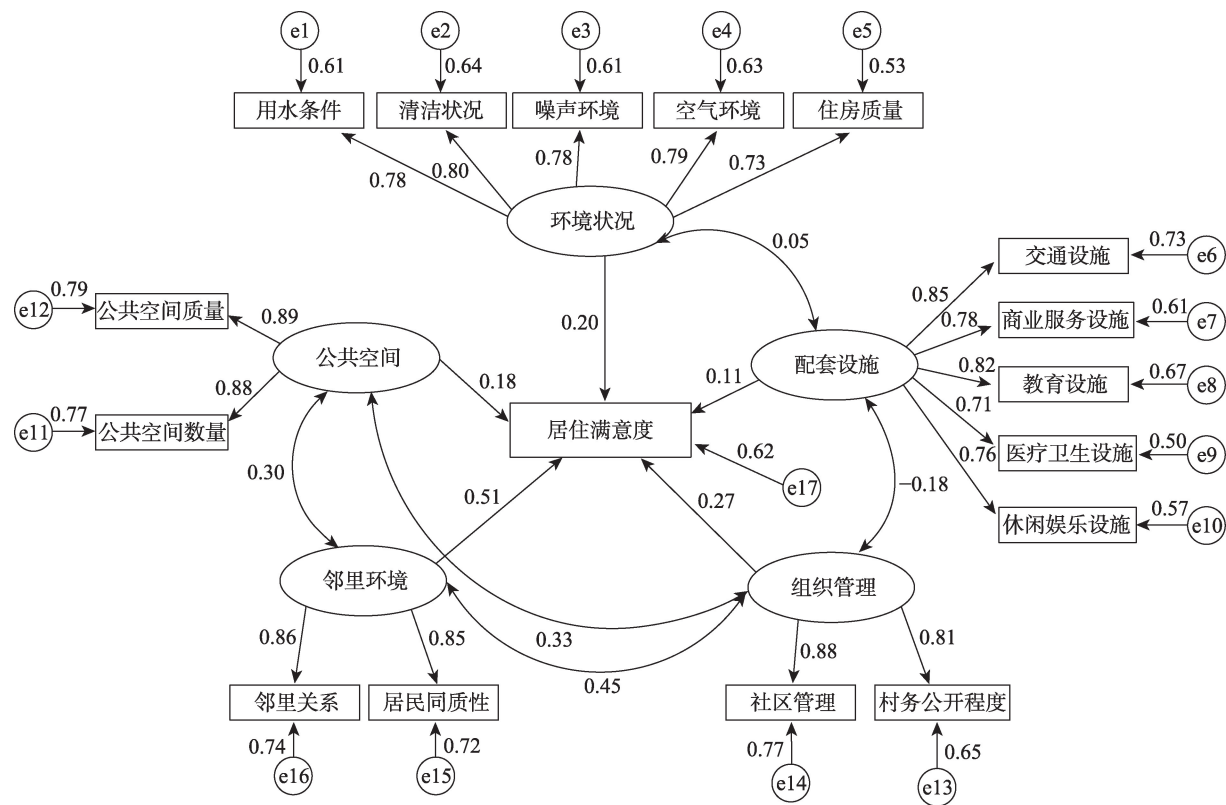 e1
e2
e3
e4
e5
0.61
0.64
0.61
0.63
0.53
用水条件
清洁状况
噪声环境
空气环境
住房质量
0.78
0.80
0.78
0.79
0.73
环境状况
0.05
交通设施
0.73
e6
e12
0.79
公共空间质量
0.89
公共空间
0.20
0.85
商业服务设施
0.61
e7
0.78
配套设施
0.82
教育设施
0.67
e8
0.88
0.18
0.11
0.71
e11
0.77
公共空间数量
居住满意度
0.76
医疗卫生设施
0.50
e9
0.62
e17
0.30
0.51
0.27
−0.18
休闲娱乐设施
0.57
e10
邻里环境
组织管理
0.86
0.85
0.33
0.45
0.88
0.81
邻里关系
居民同质性
社区管理
村务公开程度
0.74
0.72
0.77
0.65
e16
e15
e14
e13